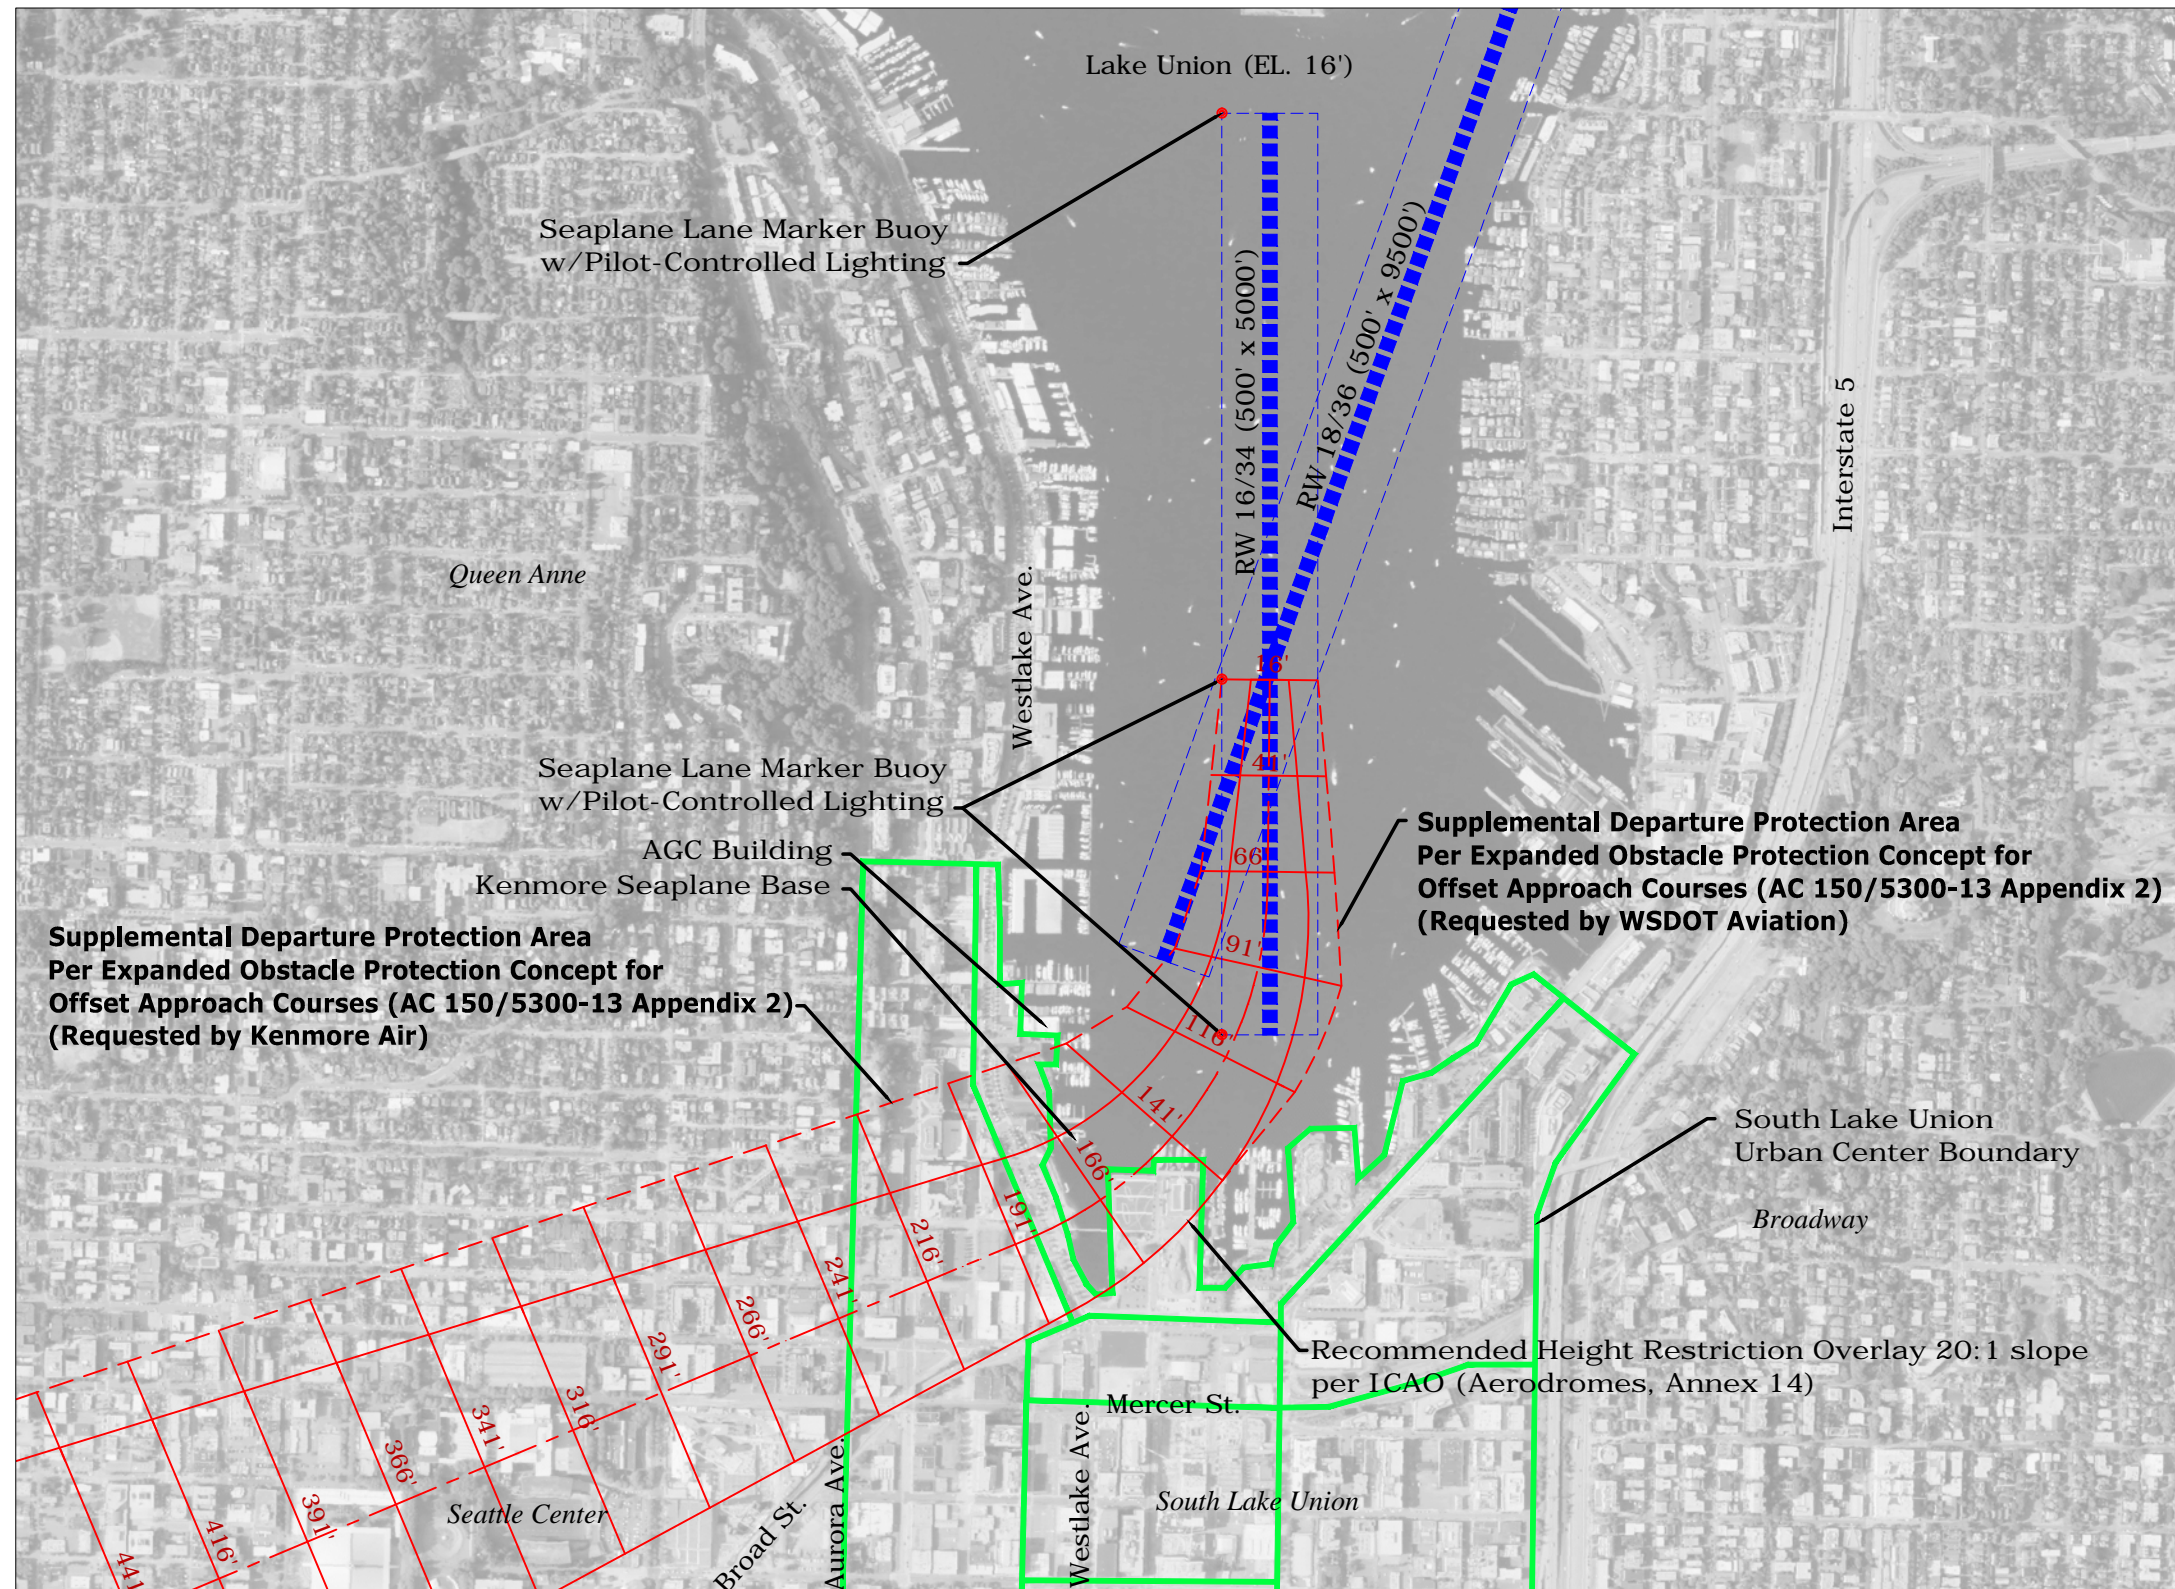 Lake Union (EL. 16')
Seaplane Lane Marker Buoy
w/Pilot-Controlled Lighting
RW 16/34 (500' x 5000')
RW 18/36 (500' x 9500')
Interstate 5
Queen Anne
Westlake Ave.
16'
Seaplane Lane Marker Buoy
w/Pilot-Controlled Lighting
41'
AGC Building
Kenmore Seaplane Base
66'
Supplemental Departure Protection Area
Per Expanded Obstacle Protection Concept for
Offset Approach Courses (AC 150/5300-13 Appendix 2)
(Requested by WSDOT Aviation)
Supplemental Departure Protection Area
Per Expanded Obstacle Protection Concept for
Offset Approach Courses (AC 150/5300-13 Appendix 2)
(Requested by Kenmore Air)
91'
116'
141'
166'
191'
216'
241'
266'
291'
316'
341'
366'
391'
416'
441'
South Lake Union
Urban Center Boundary
Broadway
Recommended Height Restriction Overlay 20:1 slope
per ICAO (Aerodromes, Annex 14)
Mercer St.
Westlake Ave.
South Lake Union
Seattle Center
Broad St.
Aurora Ave.